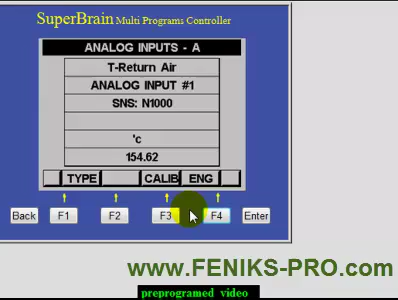 SuperBrain Multi Programs Controller
ANALOG INPUTS - A
T-Return Air
ANALOG INPUT #1
SNS: N1000
'c
154.62
TYPE CALIB ENG
Back F1 F2 F3 F4 Enter
www.FENIKS-PRO.com
preprogramed video